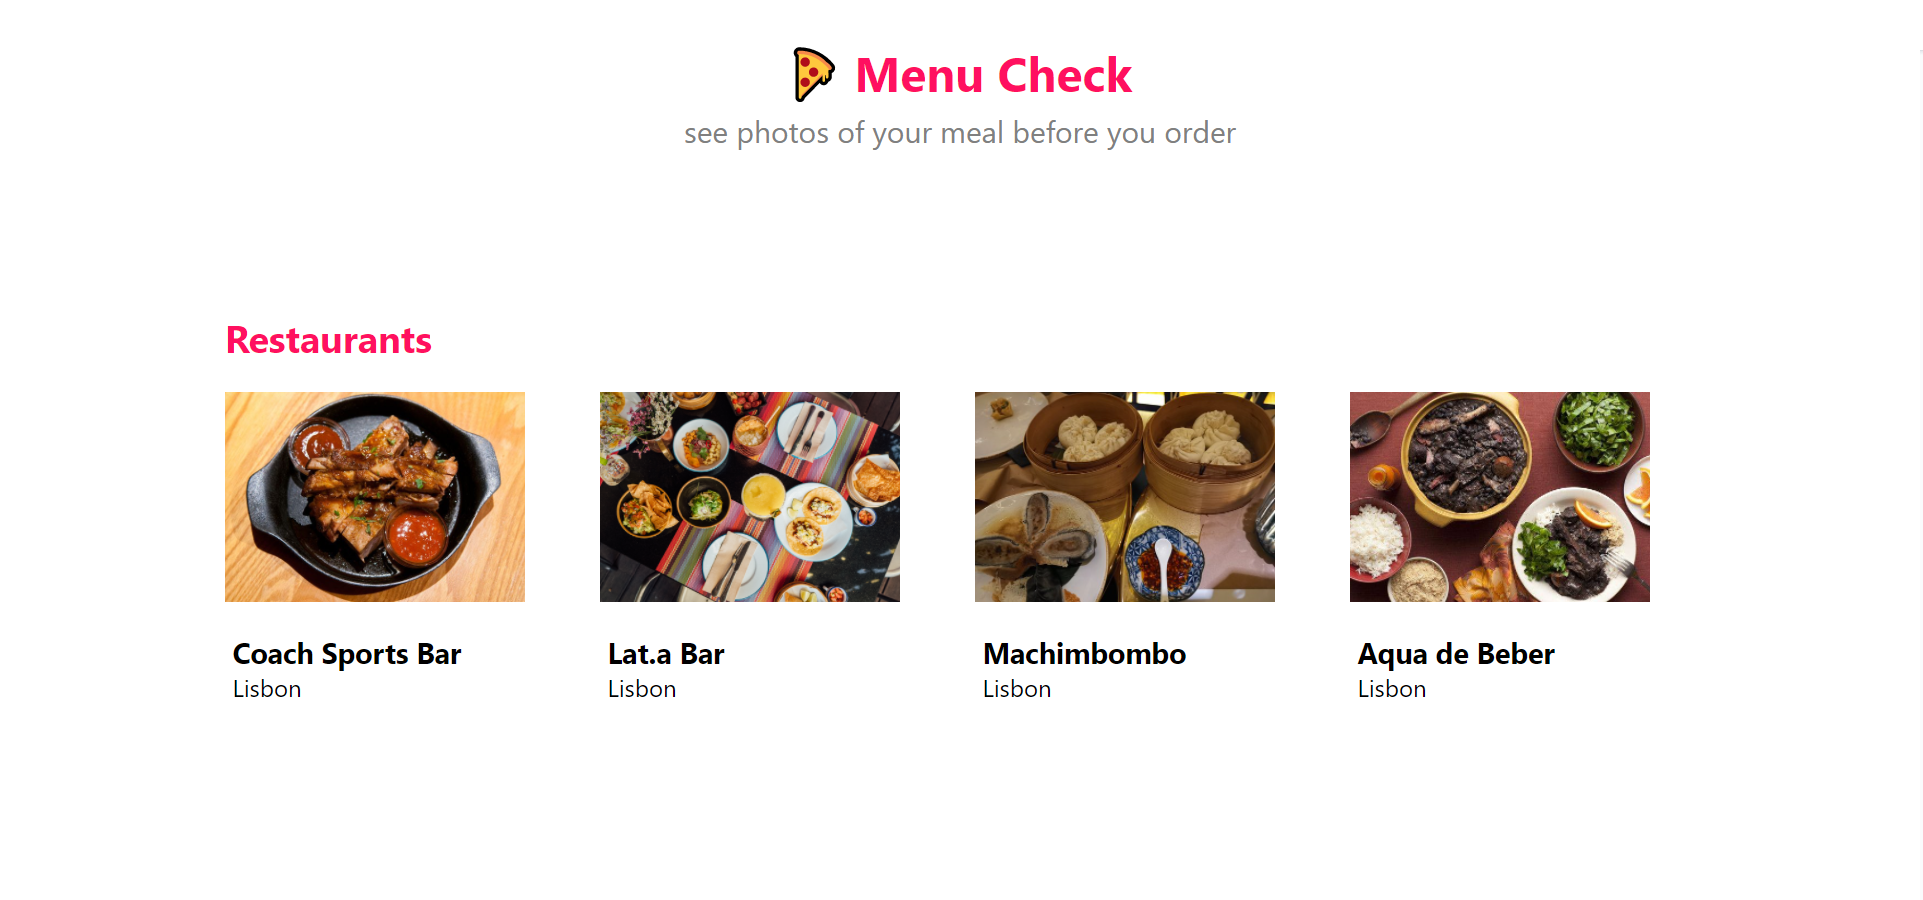 Menu Check
see photos of your meal before you order
Restaurants
Coach Sports Bar
Lisbon
Lat.a Bar
Lisbon
Machimbombo
Lisbon
Aqua de Beber
Lisbon